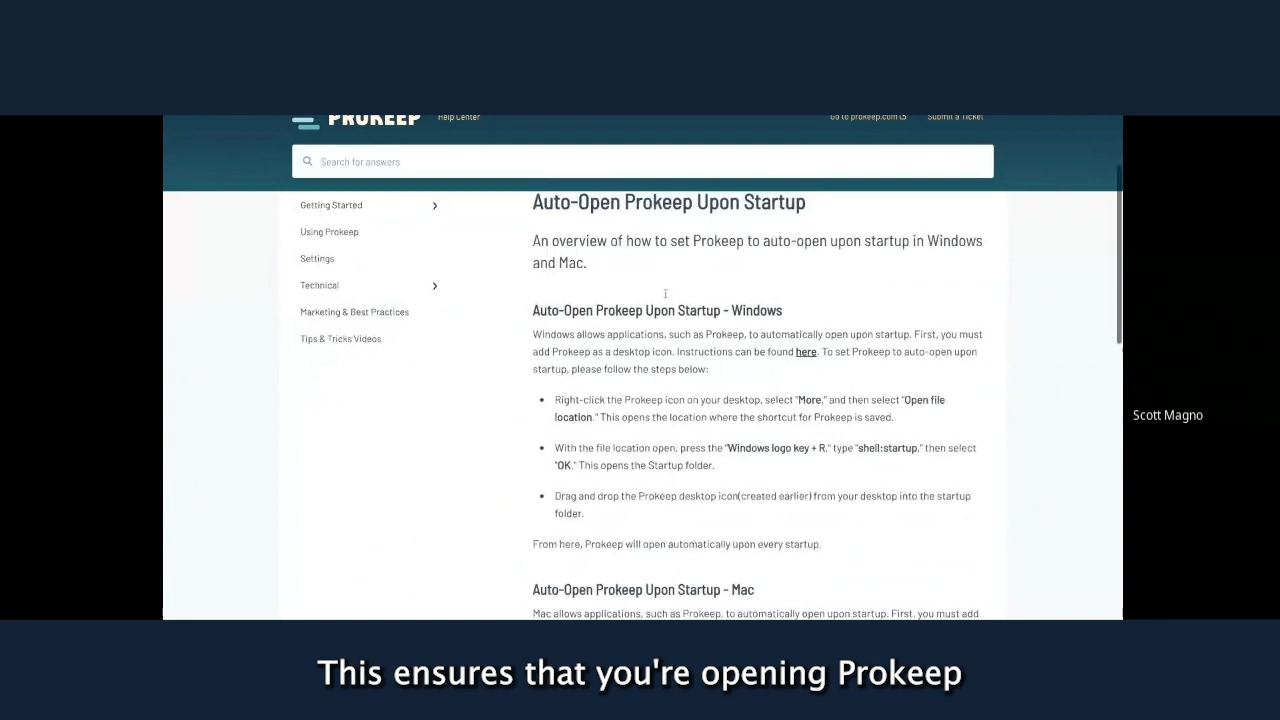 PROKEEP
Help Center
Go to prokeep.com
Submit a Ticket
Search for answers
Getting Started
Using Prokeep
Settings
Technical
Marketing & Best Practices
Tips & Tricks Videos
Auto-Open Prokeep Upon Startup
An overview of how to set Prokeep to auto-open upon startup in Windows
and Mac.
Auto-Open Prokeep Upon Startup - Windows
Windows allows applications, such as Prokeep, to automatically open upon startup. First, you must
add Prokeep as a desktop icon. Instructions can be found here. To set Prokeep to auto-open upon
startup, please follow the steps below:
• Right-click the Prokeep icon on your desktop, select "More," and then select "Open file
location." This opens the location where the shortcut for Prokeep is saved.
• With the file location open, press the "Windows logo key + R," type "shell:startup," then select
"OK." This opens the Startup folder.
• Drag and drop the Prokeep desktop icon(created earlier) from your desktop into the startup
folder.
From here, Prokeep will open automatically upon every startup.
Auto-Open Prokeep Upon Startup - Mac
Mac allows applications, such as Prokeep, to automatically open upon startup. First, you must add
Scott Magno
This ensures that you're opening Prokeep